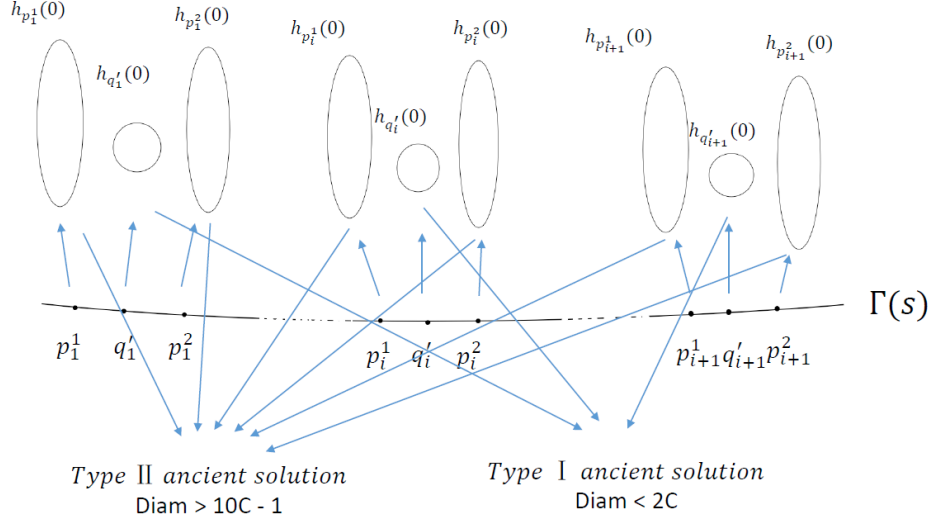 h_{p_1^1}(0) h_{p_1^2}(0) h_{p_i^1}(0) h_{p_i^2}(0) h_{p_{i+1}^1}(0) h_{p_{i+1}^2}(0)
h_{q_1'}(0) h_{q_i'}(0) h_{q_{i+1}'}(0)
Γ(s)
p_1^1 q_1' p_1^2 p_i^1 q_i' p_i^2 p_{i+1}^1 q_{i+1}' p_{i+1}^2
Type Ⅱ ancient solution
Diam > 10C - 1
Type Ⅰ ancient solution
Diam < 2C